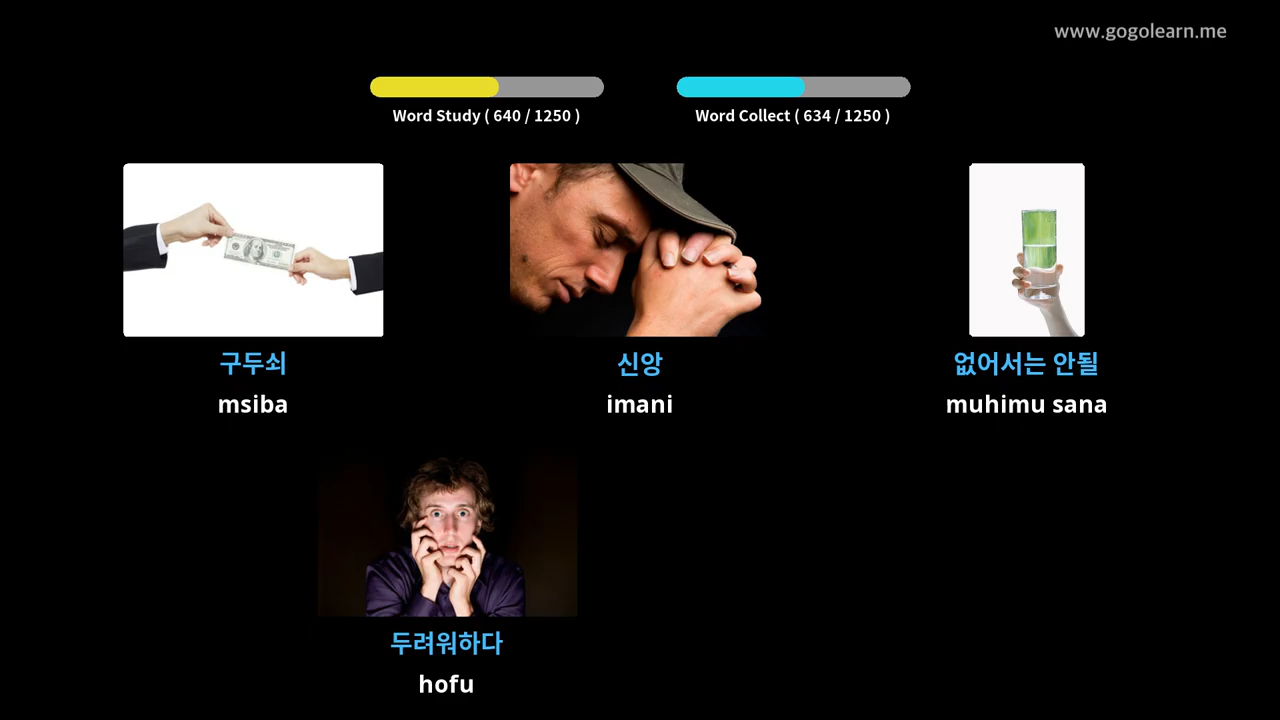 www.gogolearn.me
Word Study ( 640 / 1250 )
Word Collect ( 634 / 1250 )
구두쇠
msiba
신앙
imani
없어서는 안될
muhimu sana
두려워하다
hofu